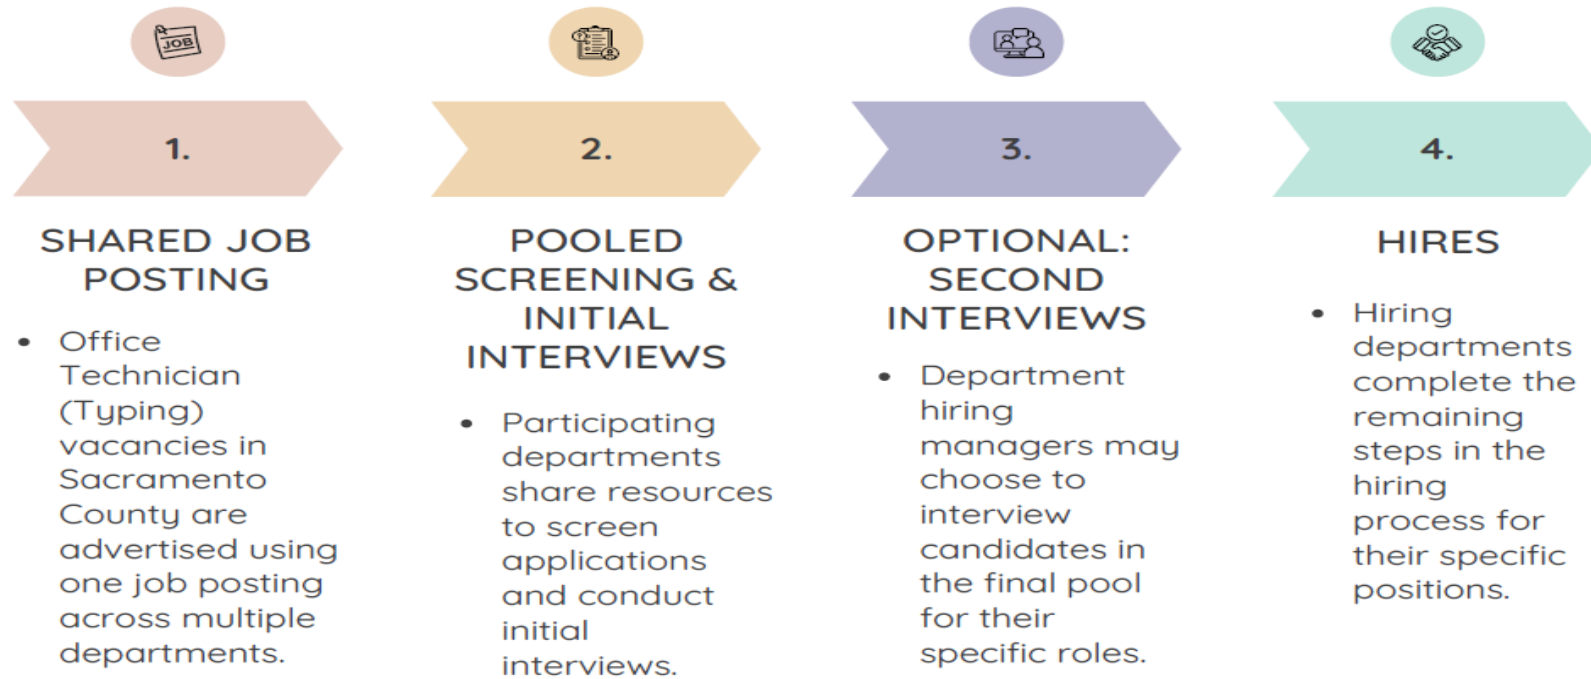 JOB
1.
SHARED JOB
POSTING
• Office
Technician
(Typing)
vacancies in
Sacramento
County are
advertised using
one job posting
across multiple
departments.
2.
POOLED
SCREENING &
INITIAL
INTERVIEWS
• Participating
departments
share resources
to screen
applications
and conduct
initial
interviews.
3.
OPTIONAL:
SECOND
INTERVIEWS
• Department
hiring
managers may
choose to
interview
candidates in
the final pool
for their
specific roles.
4.
HIRES
• Hiring
departments
complete the
remaining
steps in the
hiring
process for
their specific
positions.